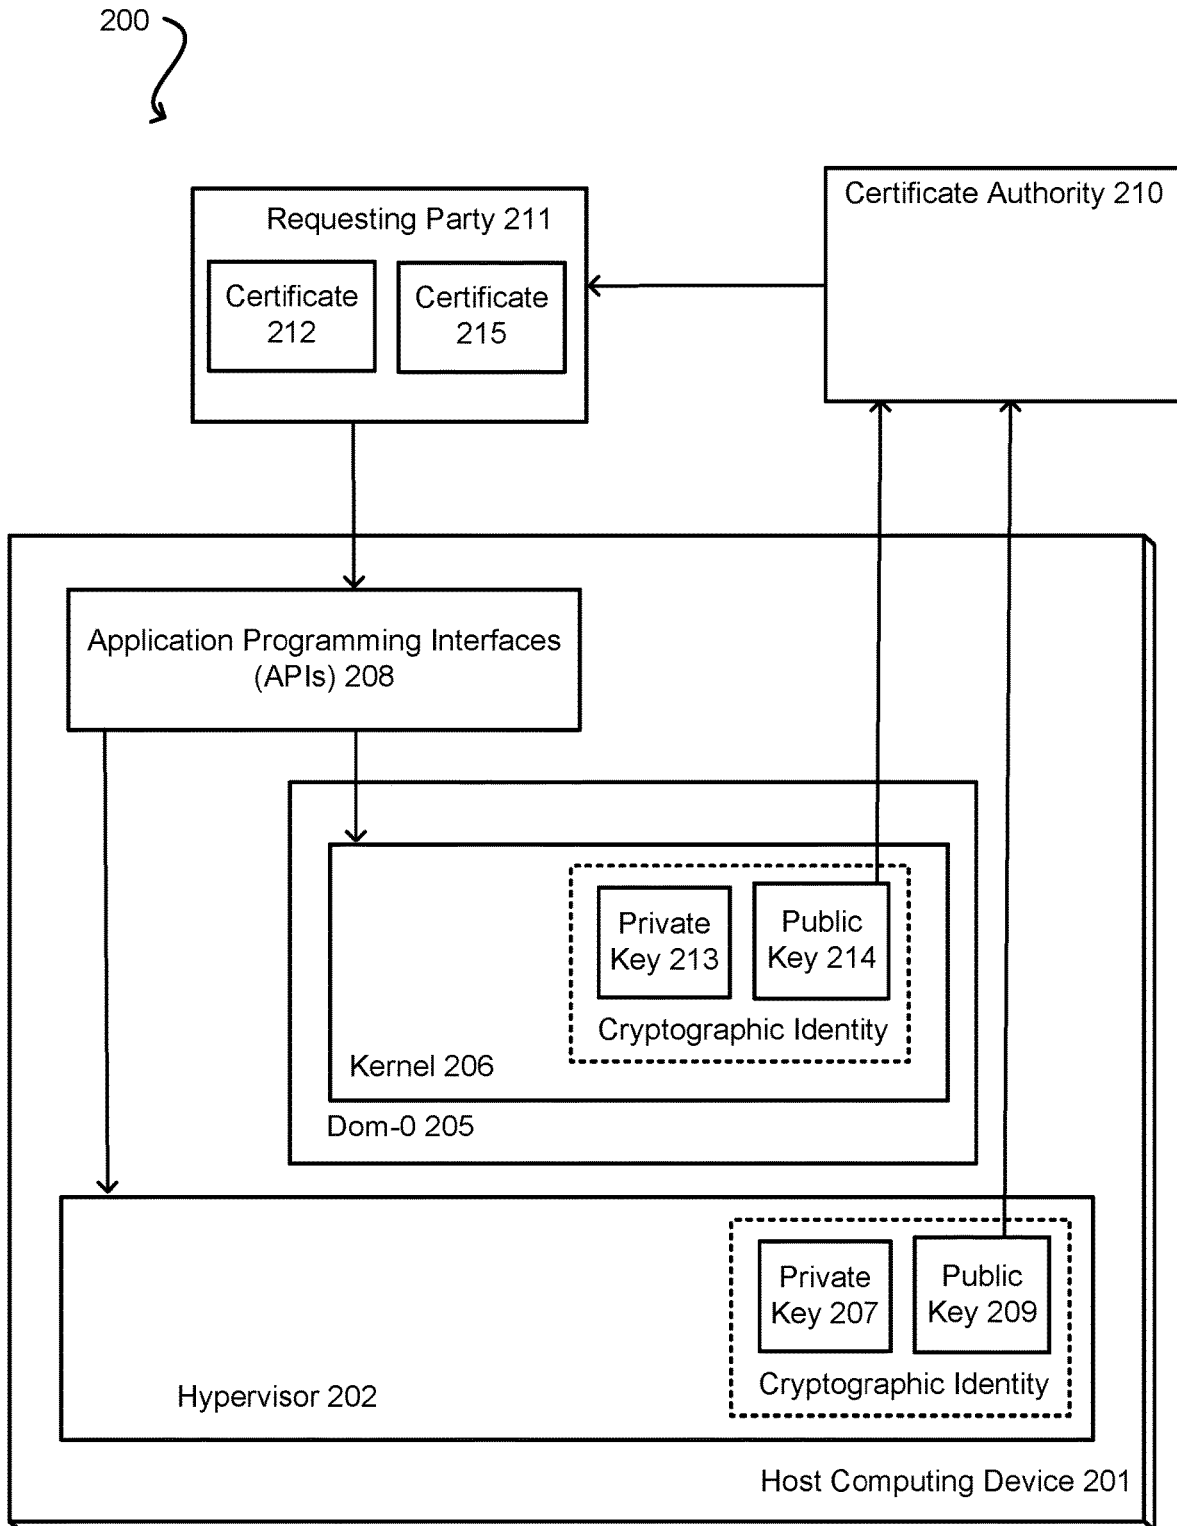 200
Certificate Authority 210
Requesting Party 211
Certificate
212
Certificate
215
Application Programming Interfaces
(APIs) 208
Private
Key 213
Public
Key 214
Cryptographic Identity
Kernel 206
Dom-0 205
Private
Key 207
Public
Key 209
Cryptographic Identity
Hypervisor 202
Host Computing Device 201